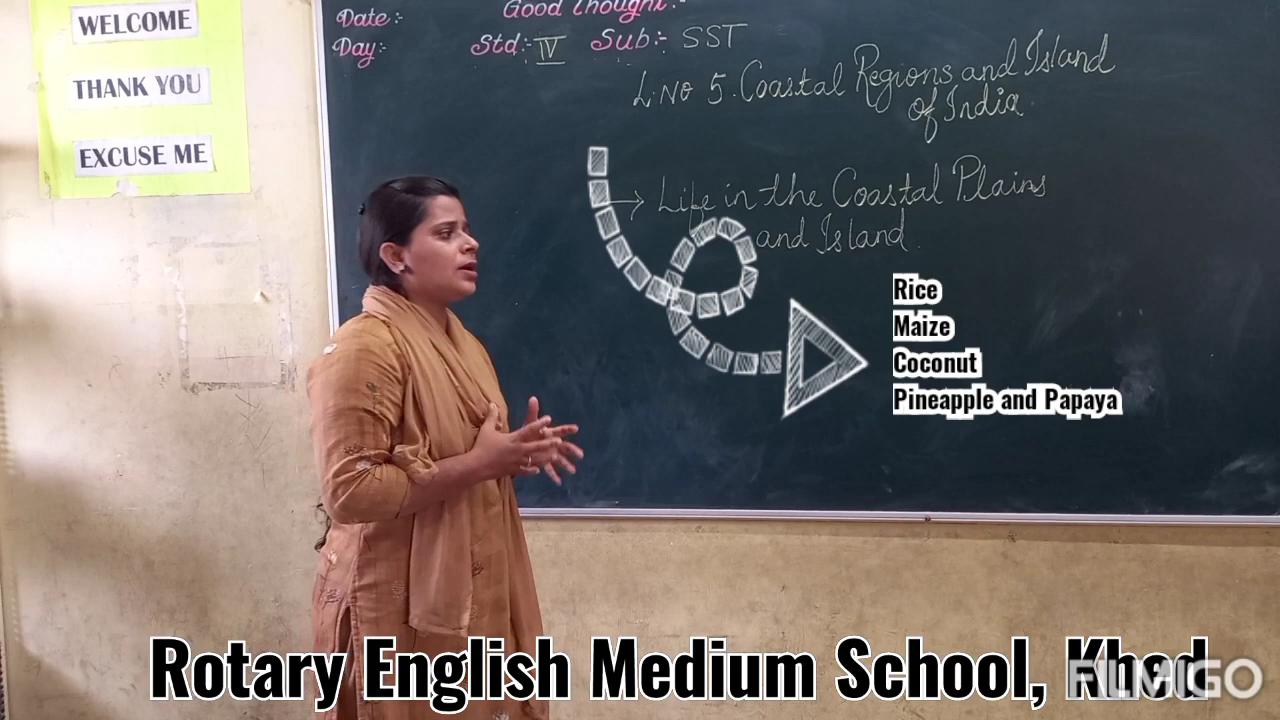 WELCOME
THANK YOU
EXCUSE ME
Good Thought:-
Date:-
Day:-
Std:- IV Sub:- SST
L.NO 5. Coastal Regions and Island
of India.
→ Life in the Coastal Plains
and Island.
Rice
Maize
Coconut
Pineapple and Papaya
Rotary English Medium School, Khed
FILMIGO